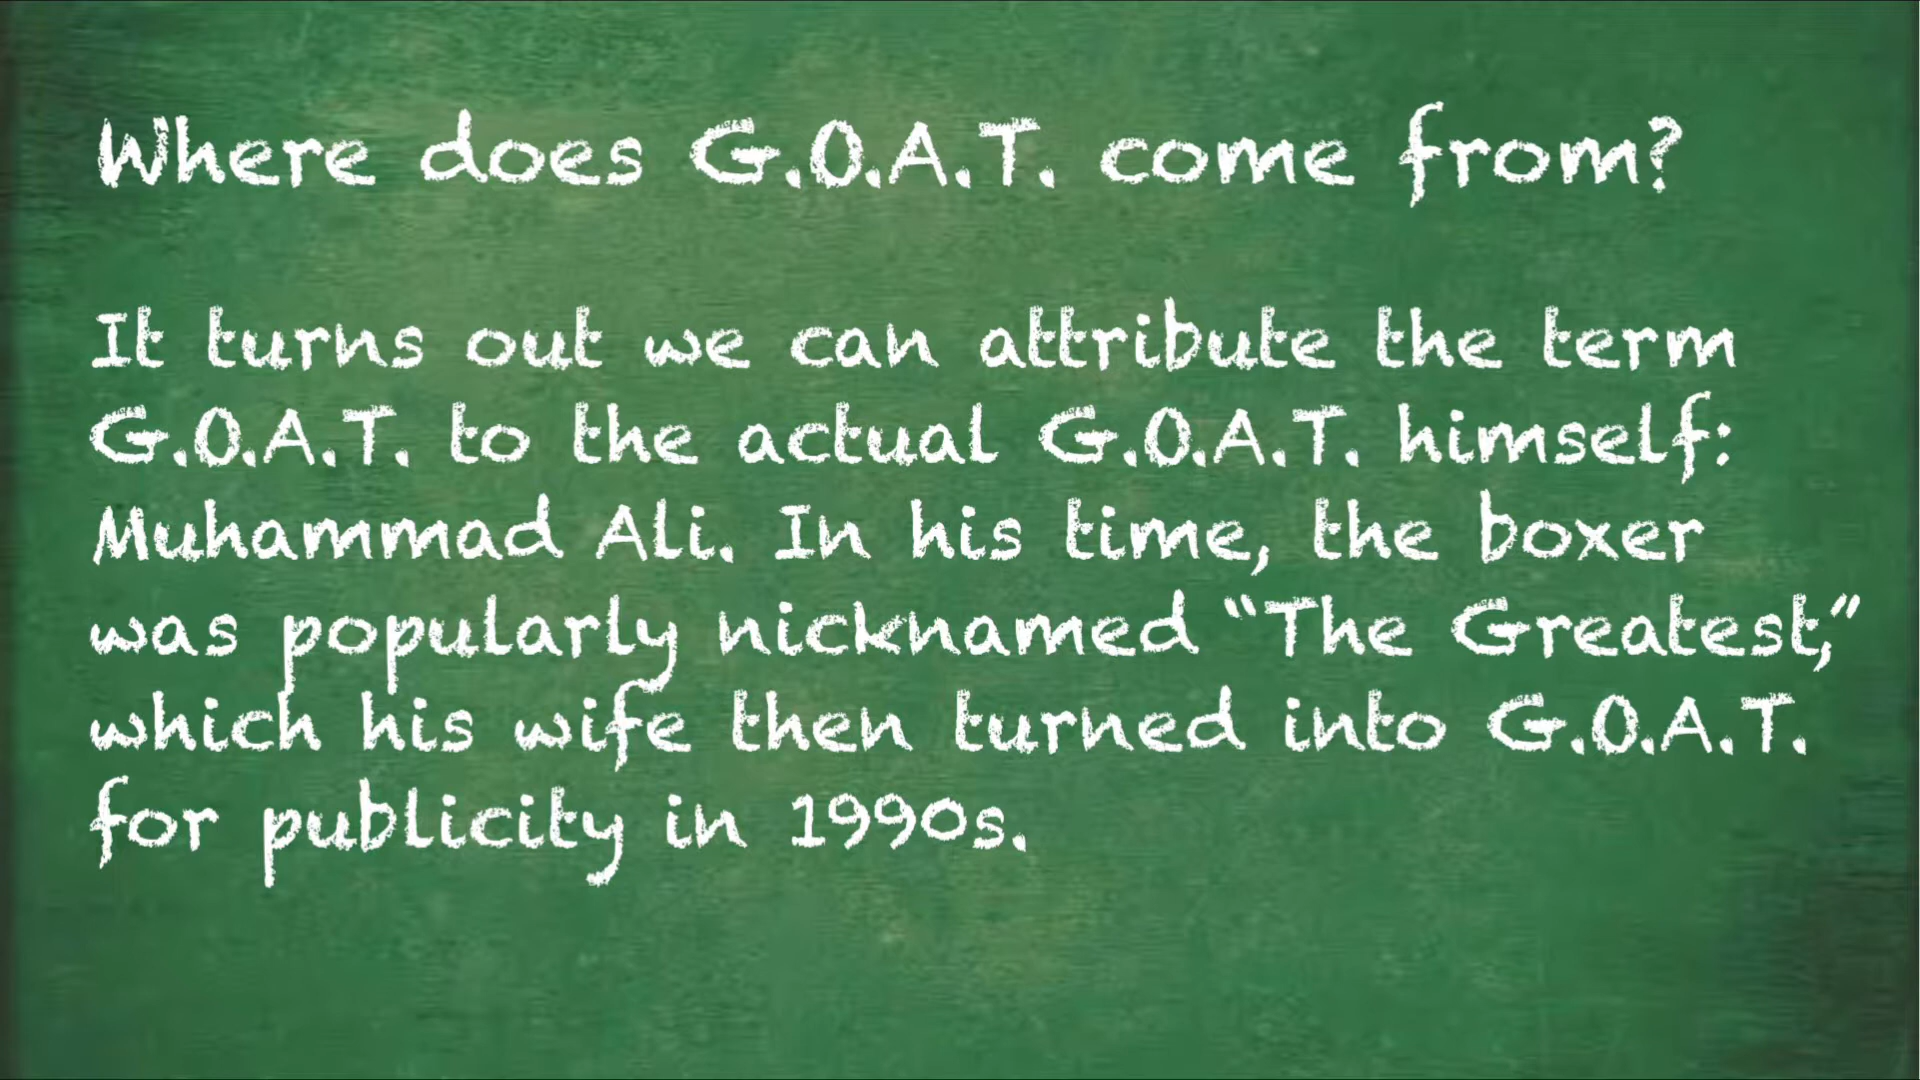 Where does G.O.A.T. come from?
It turns out we can attribute the term
G.O.A.T. to the actual G.O.A.T. himself:
Muhammad Ali. In his time, the boxer
was popularly nicknamed “The Greatest,”
which his wife then turned into G.O.A.T.
for publicity in 1990s.